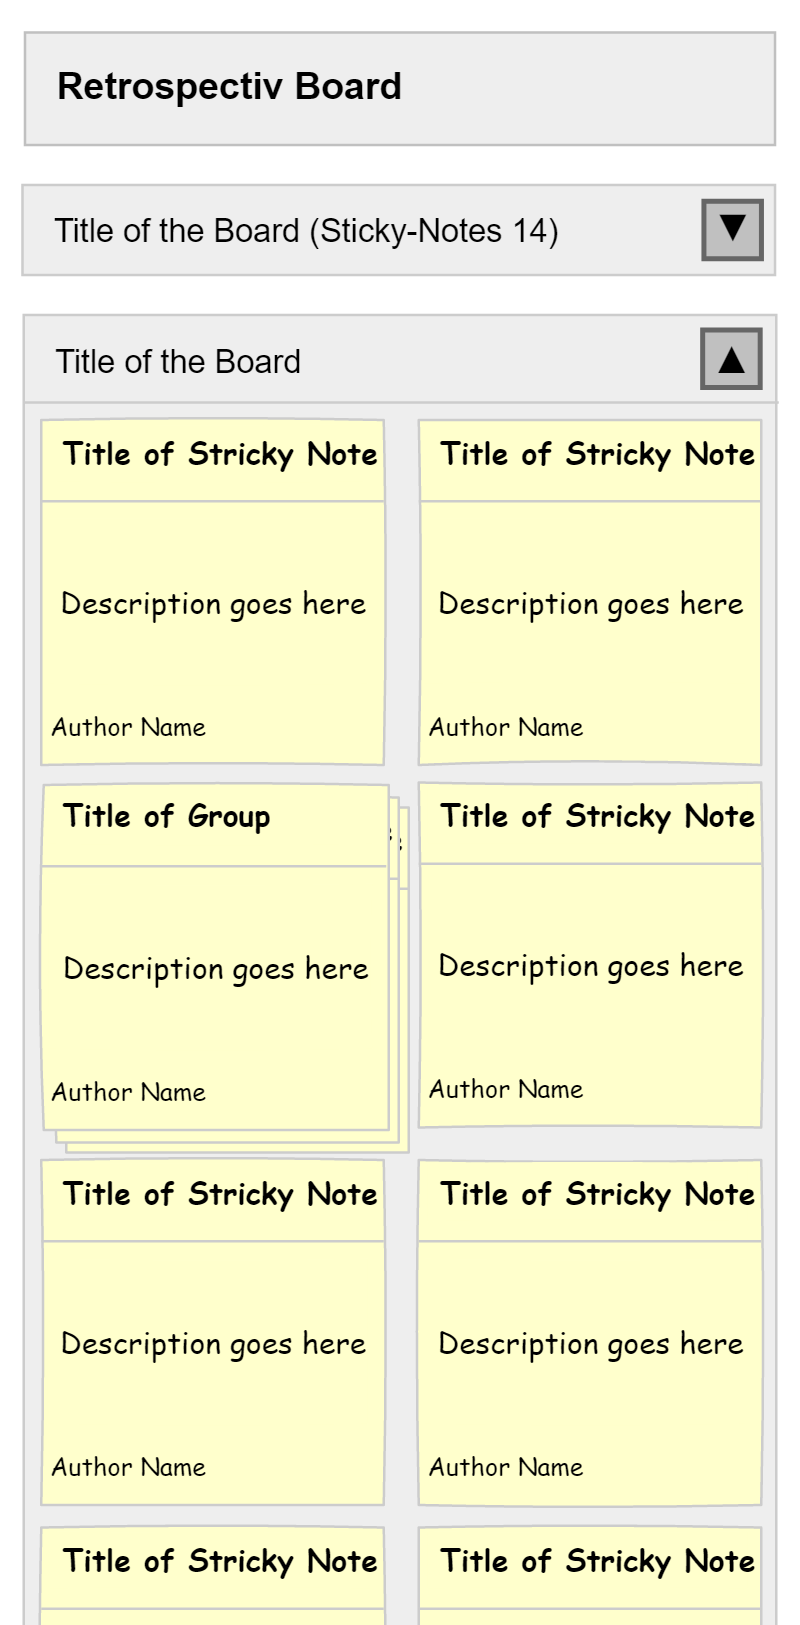 Retrospectiv Board
Title of the Board (Sticky-Notes 14)
▼
Title of the Board
▲
Title of Stricky Note
Description goes here
Author Name
Title of Stricky Note
Description goes here
Author Name
Title of Group
Description goes here
Author Name
Title of Stricky Note
Description goes here
Author Name
Title of Stricky Note
Description goes here
Author Name
Title of Stricky Note
Description goes here
Author Name
Title of Stricky Note
Title of Stricky Note